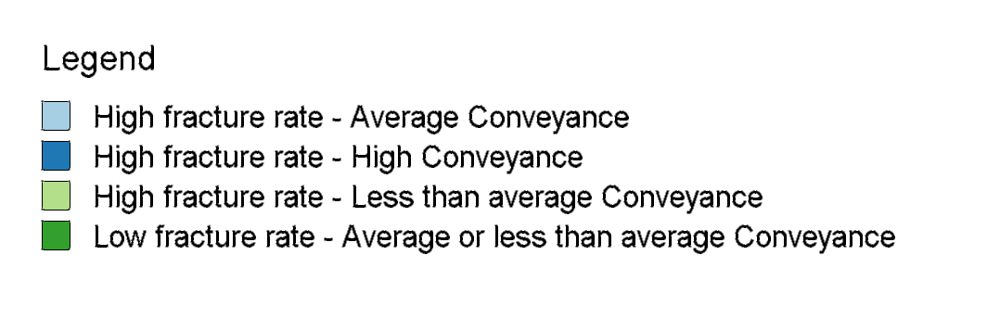 Legend
High fracture rate - Average Conveyance
High fracture rate - High Conveyance
High fracture rate - Less than average Conveyance
Low fracture rate - Average or less than average Conveyance